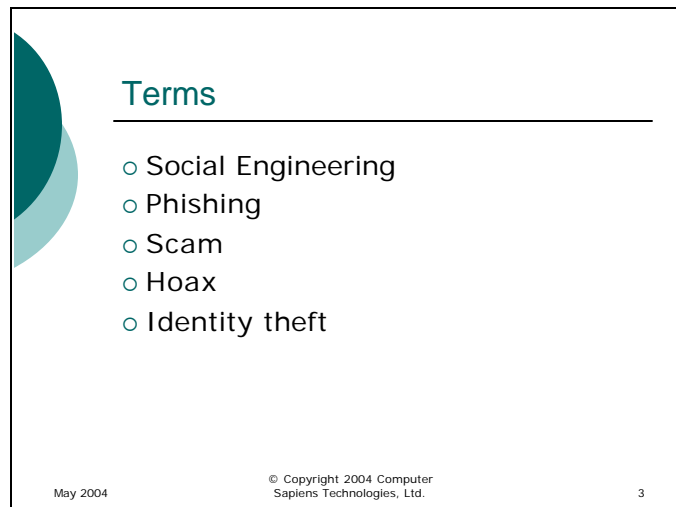 Terms
Social Engineering
Phishing
Scam
Hoax
Identity theft
May 2004
© Copyright 2004 Computer
Sapiens Technologies, Ltd.
3